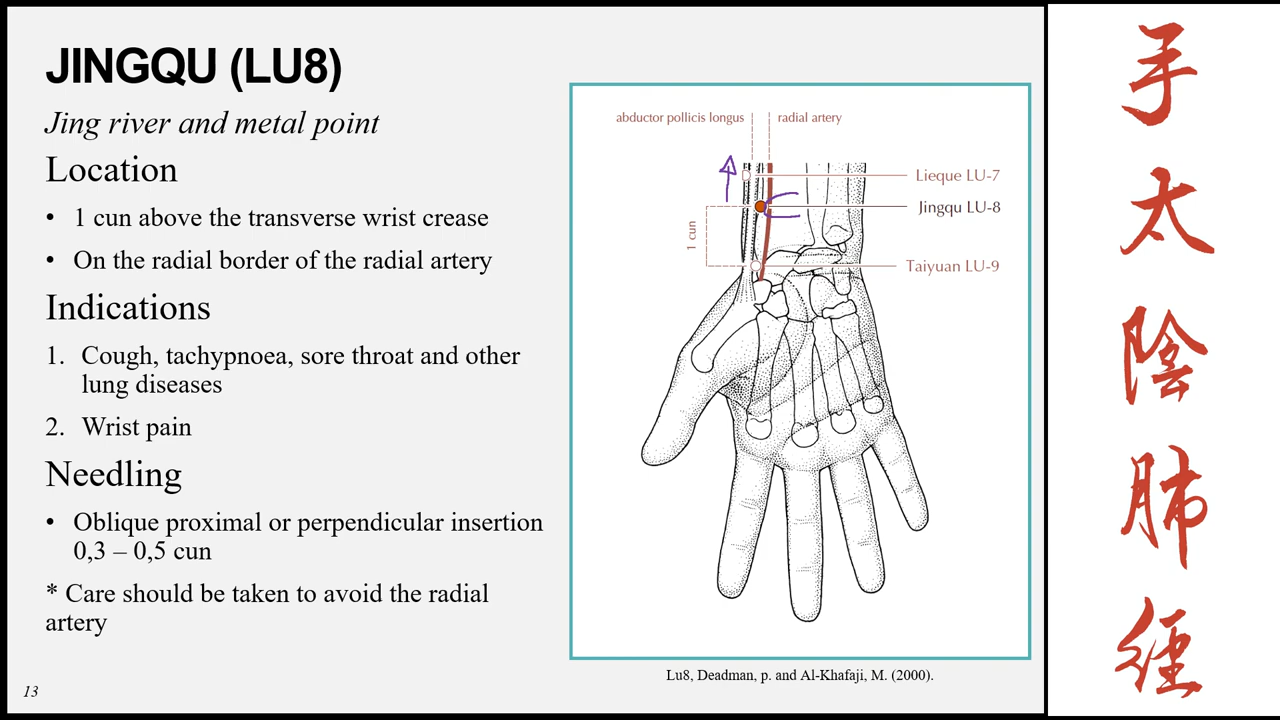 JINGQU (LU8)
Jing river and metal point
Location
• 1 cun above the transverse wrist crease
• On the radial border of the radial artery
Indications
1. Cough, tachypnoea, sore throat and other
lung diseases
2. Wrist pain
Needling
• Oblique proximal or perpendicular insertion
0,3 – 0,5 cun
* Care should be taken to avoid the radial
artery
13
abductor pollicis longus
radial artery
Lieque LU-7
Jingqu LU-8
1 cun
Taiyuan LU-9
Lu8, Deadman, p. and Al-Khafaji, M. (2000).
手
太
陰
肺
經